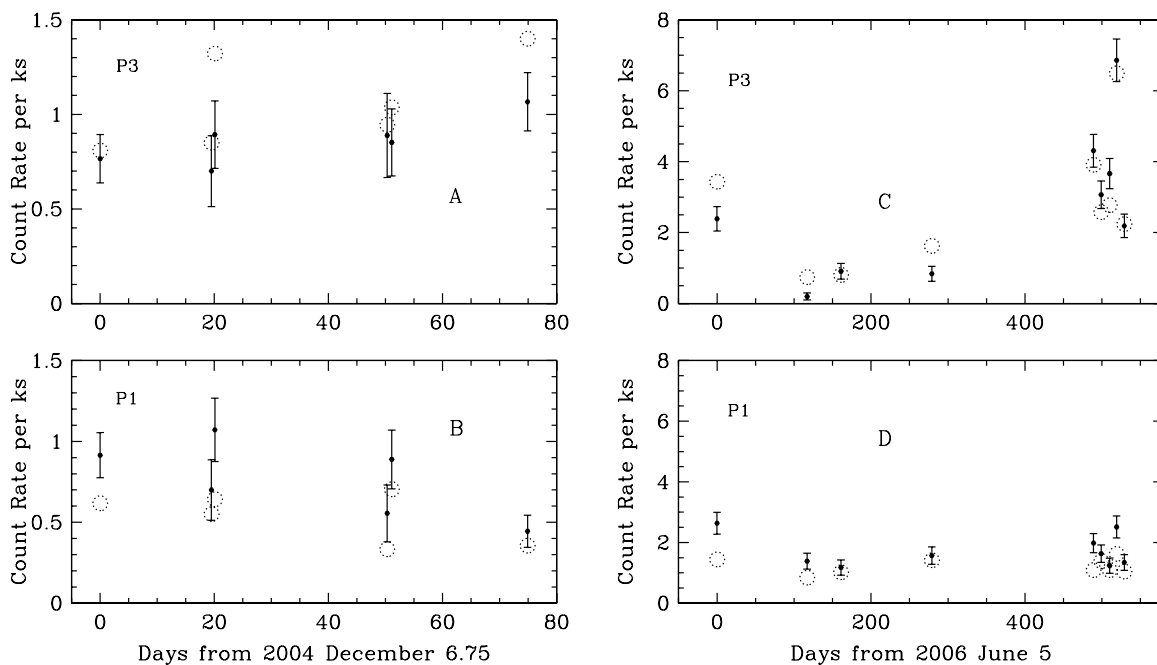 1.5
P3
1
A
0.5
0
0 20 40 60 80
Count Rate per ks
8
P3
6
4
C
2
0
0 200 400
Count Rate per ks
1.5
P1
B
1
0.5
0
0 20 40 60 80
Count Rate per ks
Days from 2004 December 6.75
8
P1
6
D
4
2
0
0 200 400
Count Rate per ks
Days from 2006 June 5